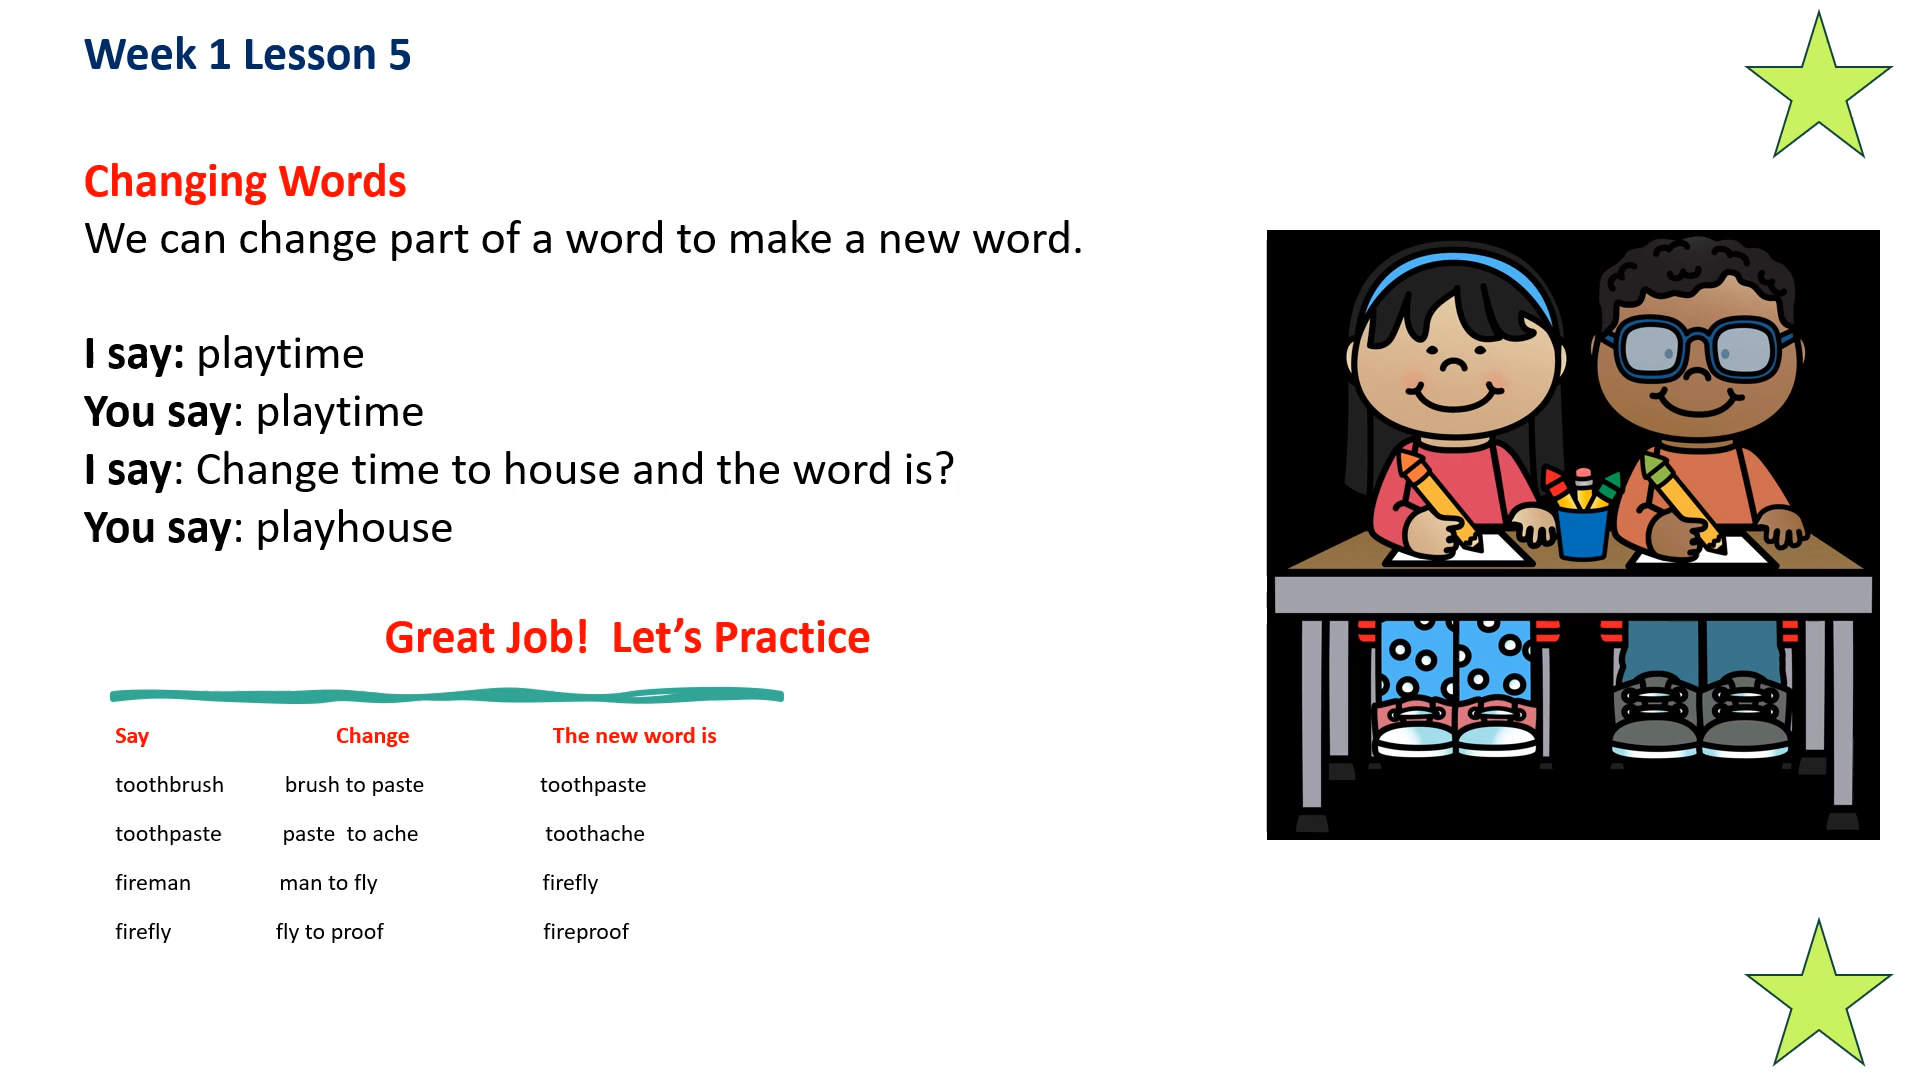 Week 1 Lesson 5
Changing Words
We can change part of a word to make a new word.
I say: playtime
You say: playtime
I say: Change time to house and the word is?
You say: playhouse
Great Job!  Let’s Practice
Say Change The new word is
toothbrush brush to paste toothpaste
toothpaste paste  to ache toothache
fireman man to fly firefly
firefly fly to proof fireproof